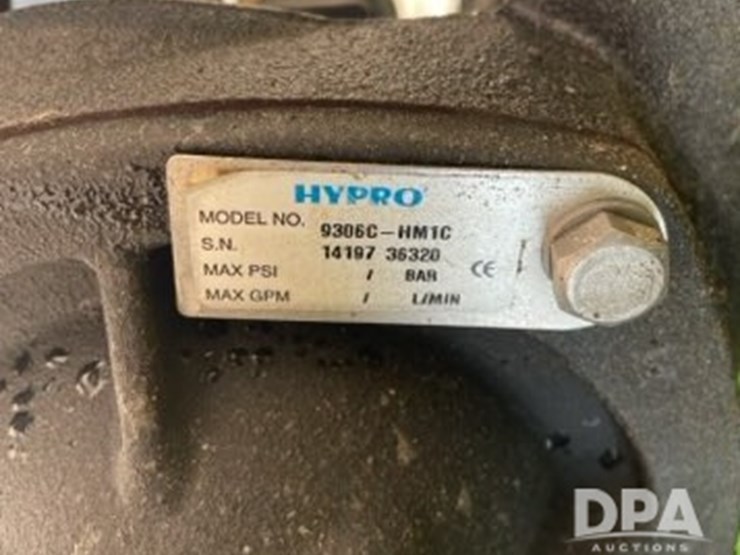 HYPRO
MODEL NO. 9306C-HM1C
S.N. 14197 36320
MAX PSI / BAR CE
MAX GPM / L/MIN
DPA
AUCTIONS